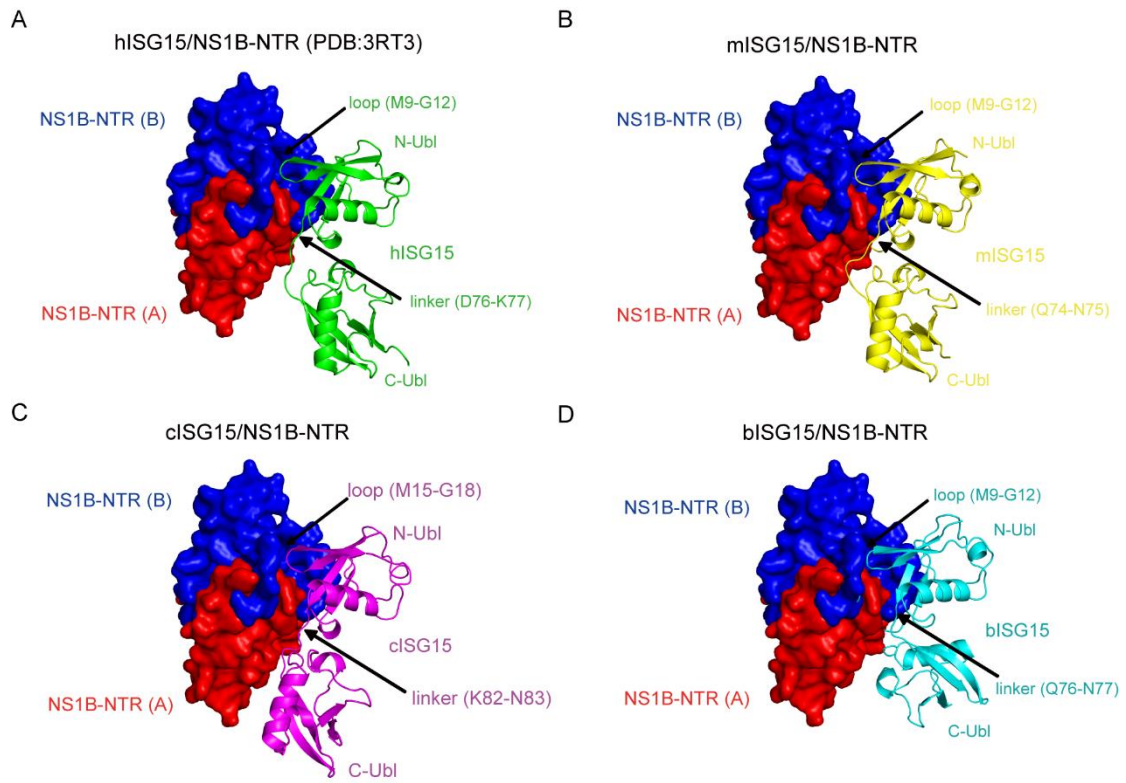 A
hISG15/NS1B-NTR (PDB:3RT3)
NS1B-NTR (B)
loop (M9-G12)
N-Ubl
hISG15
linker (D76-K77)
NS1B-NTR (A)
C-Ubl
B
mISG15/NS1B-NTR
NS1B-NTR (B)
loop (M9-G12)
N-Ubl
mISG15
linker (Q74-N75)
NS1B-NTR (A)
C-Ubl
C
cISG15/NS1B-NTR
NS1B-NTR (B)
loop (M15-G18)
N-Ubl
cISG15
linker (K82-N83)
NS1B-NTR (A)
C-Ubl
D
bISG15/NS1B-NTR
NS1B-NTR (B)
loop (M9-G12)
N-Ubl
bISG15
linker (Q76-N77)
NS1B-NTR (A)
C-Ubl